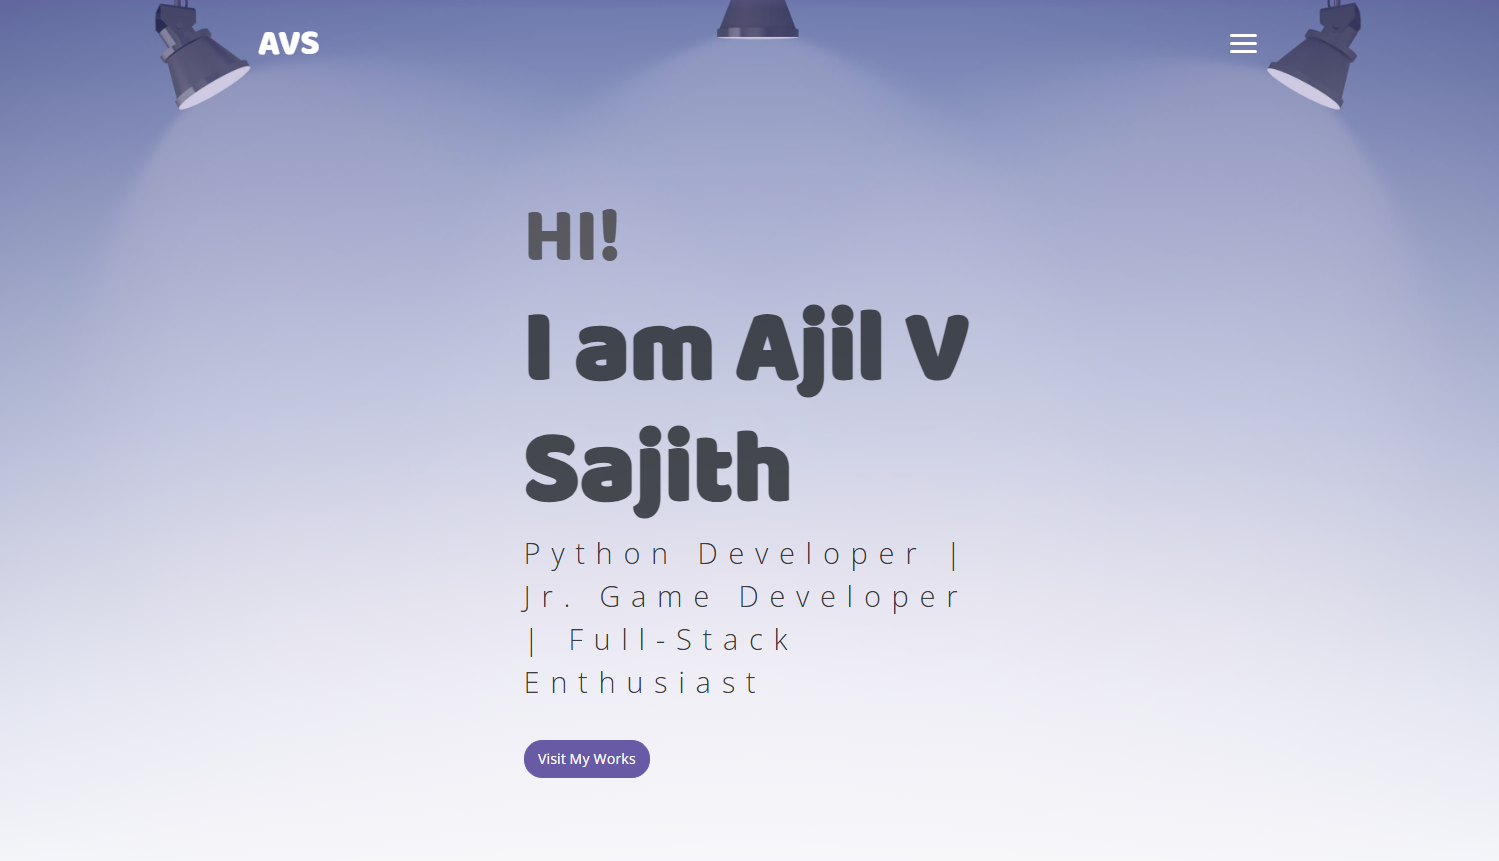 AVS
HI!
I am Ajil V
Sajith
Python Developer |
Jr. Game Developer
| Full-Stack
Enthusiast
Visit My Works